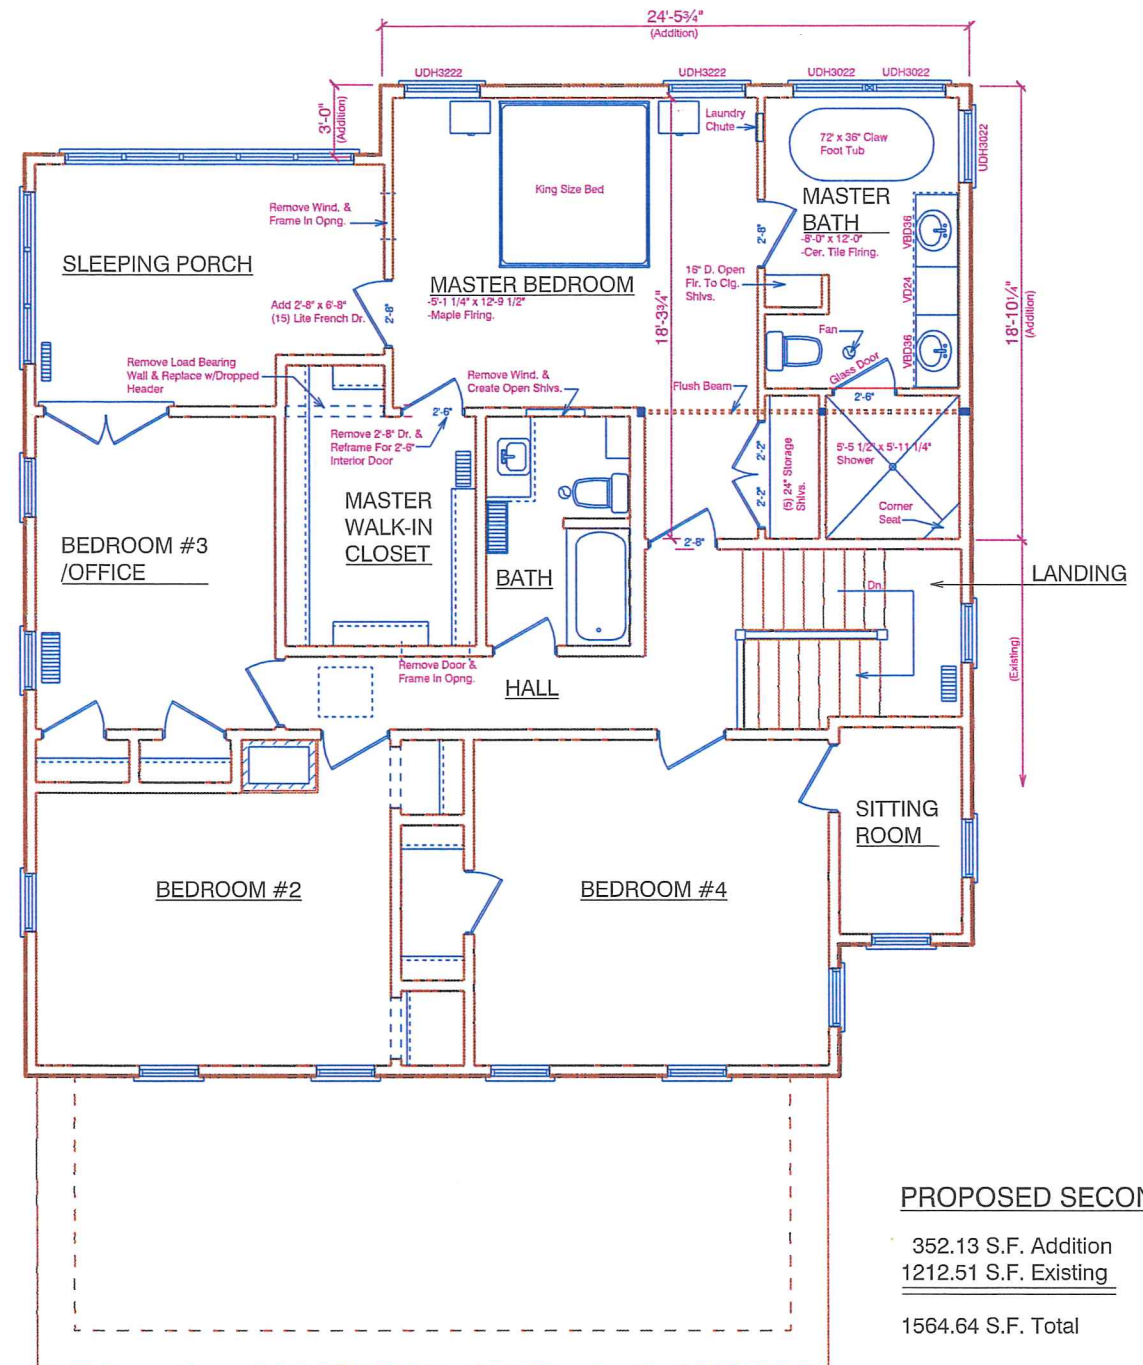 24'-5¾"
(Addition)
UDH3222
UDH3222
UDH3022 UDH3022
3'-0"
(Addition)
Laundry
Chute
72' x 36" Claw
Foot Tub
UDH3022
King Size Bed
Remove Wind. &
Frame In Opng.
MASTER
BATH
-8'-0" x 12'-0"
-Cer. Tile Flring.
VBD36
VD24
VBD36
2'-8"
SLEEPING PORCH
MASTER BEDROOM
-5'-1 1/4" x 12'-9 1/2"
-Maple Flring.
16" D. Open
Flr. To Clg.
Shlvs.
Add 2'-8" x 6'-8"
(15) Lite French Dr.
2'-8"
18'-3¾"
18'-10¼"
(Addition)
Fan
Glass Door
2'-6"
Remove Load Bearing
Wall & Replace w/Dropped
Header
Remove Wind. &
Create Open Shlvs.
Flush Beam
2'-6"
Remove 2'-8" Dr. &
Reframe For 2'-6"
Interior Door
2'-2"
2'-2"
(5) 24" Storage
Shlvs.
5'-5 1/2" x 5'-11 1/4"
Shower
Corner
Seat
MASTER
WALK-IN
CLOSET
BEDROOM #3
/OFFICE
BATH
2'-8"
LANDING
Dn.
(Existing)
Remove Door &
Frame In Opng.
HALL
SITTING
ROOM
BEDROOM #2
BEDROOM #4
PROPOSED SECON
352.13 S.F. Addition
1212.51 S.F. Existing
1564.64 S.F. Total